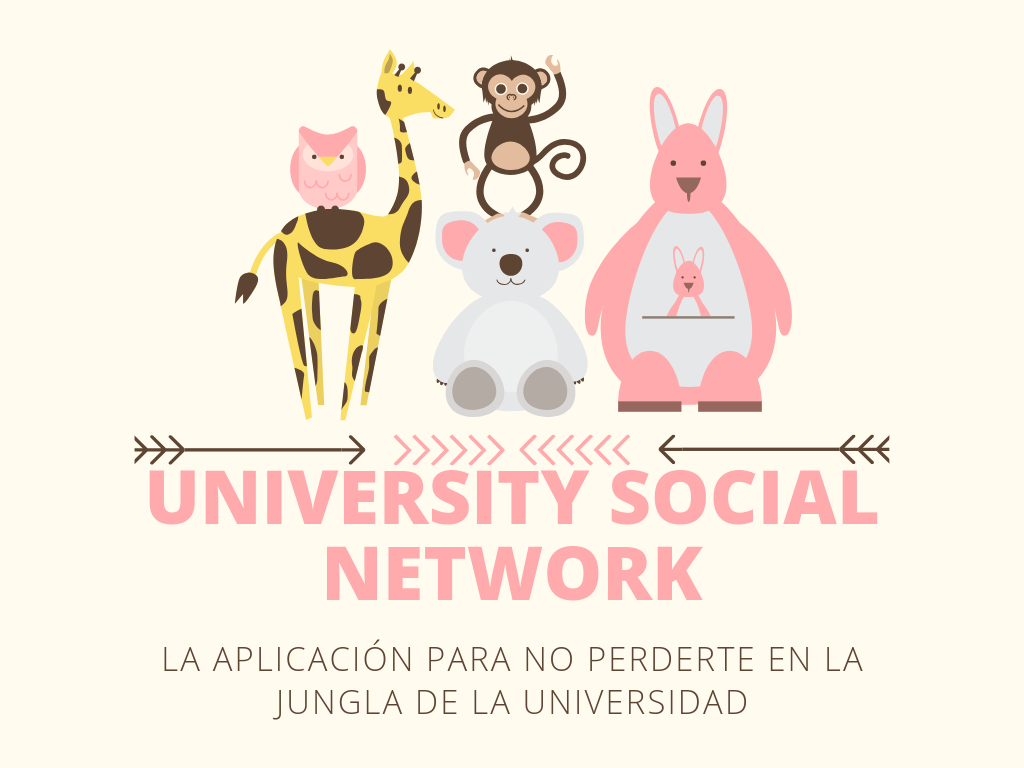 UNIVERSITY SOCIAL
NETWORK
LA APLICACIÓN PARA NO PERDERTE EN LA
JUNGLA DE LA UNIVERSIDAD